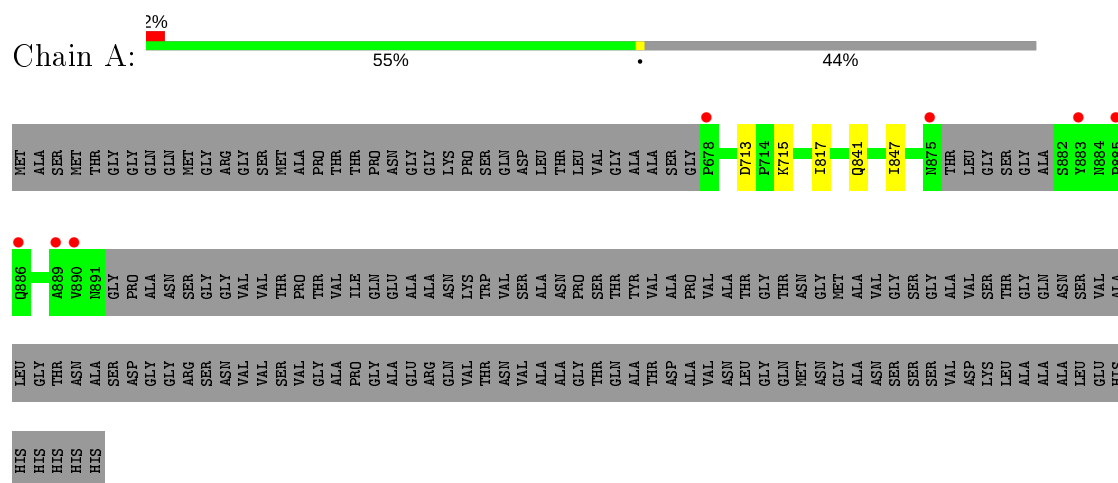 2%
Chain A:
55% • 44%
MET ALA SER MET THR GLY GLY GLN GLN MET GLY ARG GLY SER MET ALA PRO THR THR PRO ASN GLY GLY LYS PRO SER GLN ASP LEU THR LEU VAL GLY ALA ALA SER GLY P678 D713 P714 K715 I817 Q841 I847 N875 THR LEU GLY SER GLY ALA S882 Y883 N884 P885
Q886 A889 V890 N891 GLY PRO ALA ASN SER GLY GLY VAL VAL THR PRO THR VAL ILE GLN GLU ALA ALA ASN LYS TRP VAL SER ALA ASN PRO SER THR TYR VAL ALA PRO VAL ALA THR GLY THR ASN GLY MET ALA VAL GLY SER GLY ALA VAL SER THR GLY GLN ASN SER VAL ALA
LEU GLY THR ASN ALA SER ASP GLY GLY ARG SER ASN VAL VAL SER VAL GLY ALA PRO GLY ALA GLU ARG GLN VAL THR ASN VAL ALA ALA GLY THR GLN ALA THR ASP ALA VAL ASN LEU GLY GLN MET ASN GLY ALA ASN SER SER SER VAL ASP LYS LEU ALA ALA ALA LEU GLU HIS
HIS HIS HIS HIS HIS